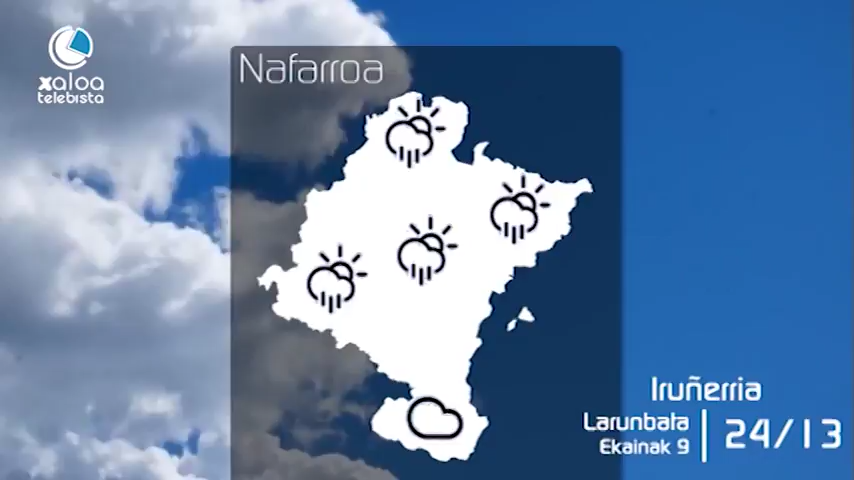 xaloa
telebista
Nafarroa
Iruñerria
Larunbata
Ekainak 9
24/13